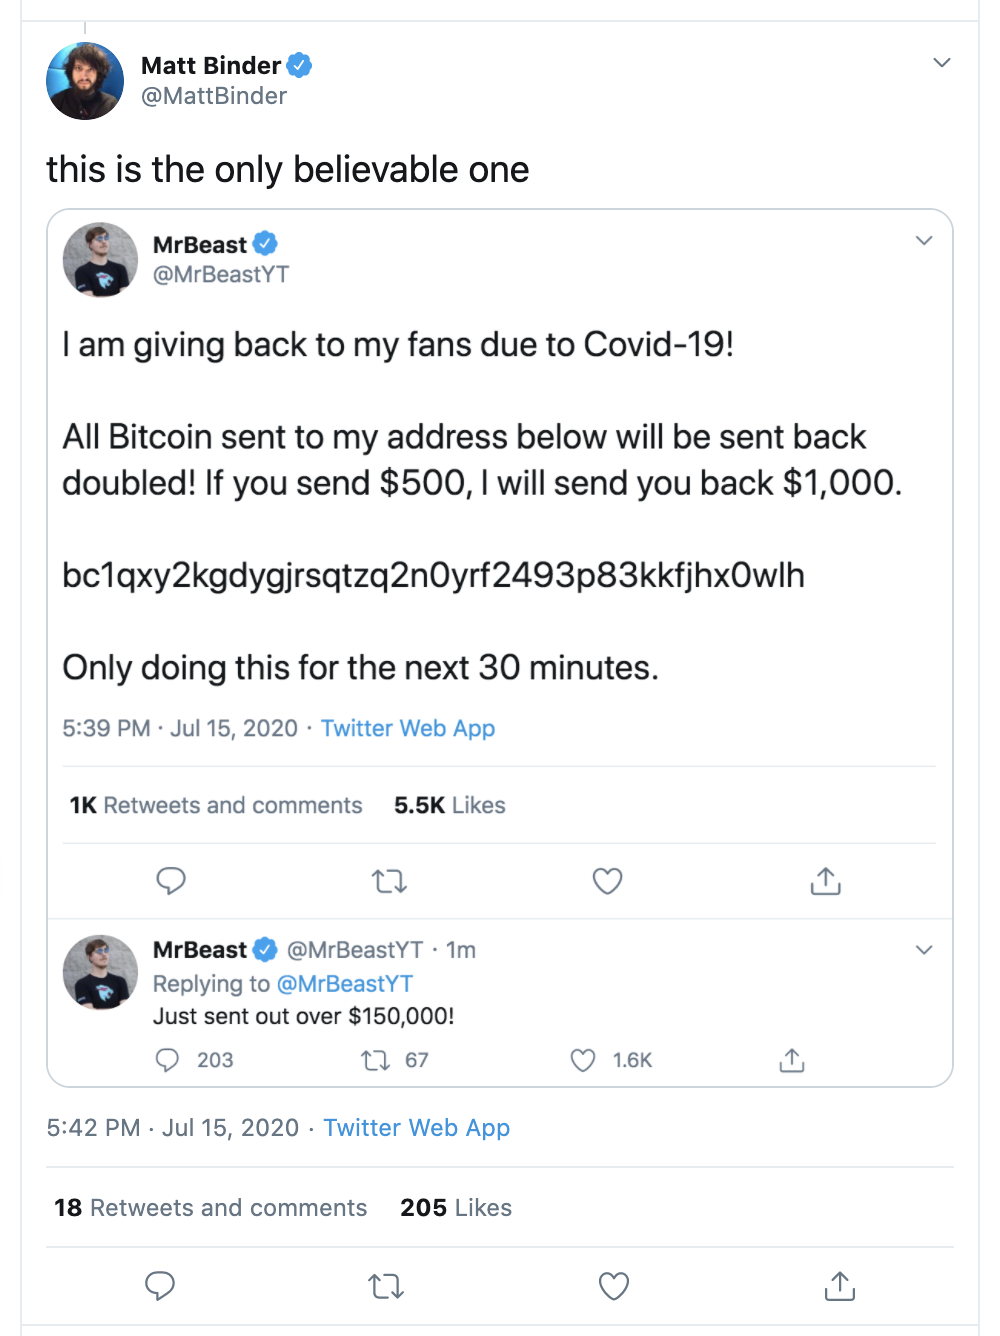 Matt Binder
@MattBinder
this is the only believable one
MrBeast
@MrBeastYT
I am giving back to my fans due to Covid-19!
All Bitcoin sent to my address below will be sent back
doubled! If you send $500, I will send you back $1,000.
bc1qxy2kgdygjrsqtzq2n0yrf2493p83kkfjhx0wlh
Only doing this for the next 30 minutes.
5:39 PM · Jul 15, 2020 · Twitter Web App
1K Retweets and comments 5.5K Likes
MrBeast @MrBeastYT · 1m
Replying to @MrBeastYT
Just sent out over $150,000!
203 67 1.6K
5:42 PM · Jul 15, 2020 · Twitter Web App
18 Retweets and comments 205 Likes